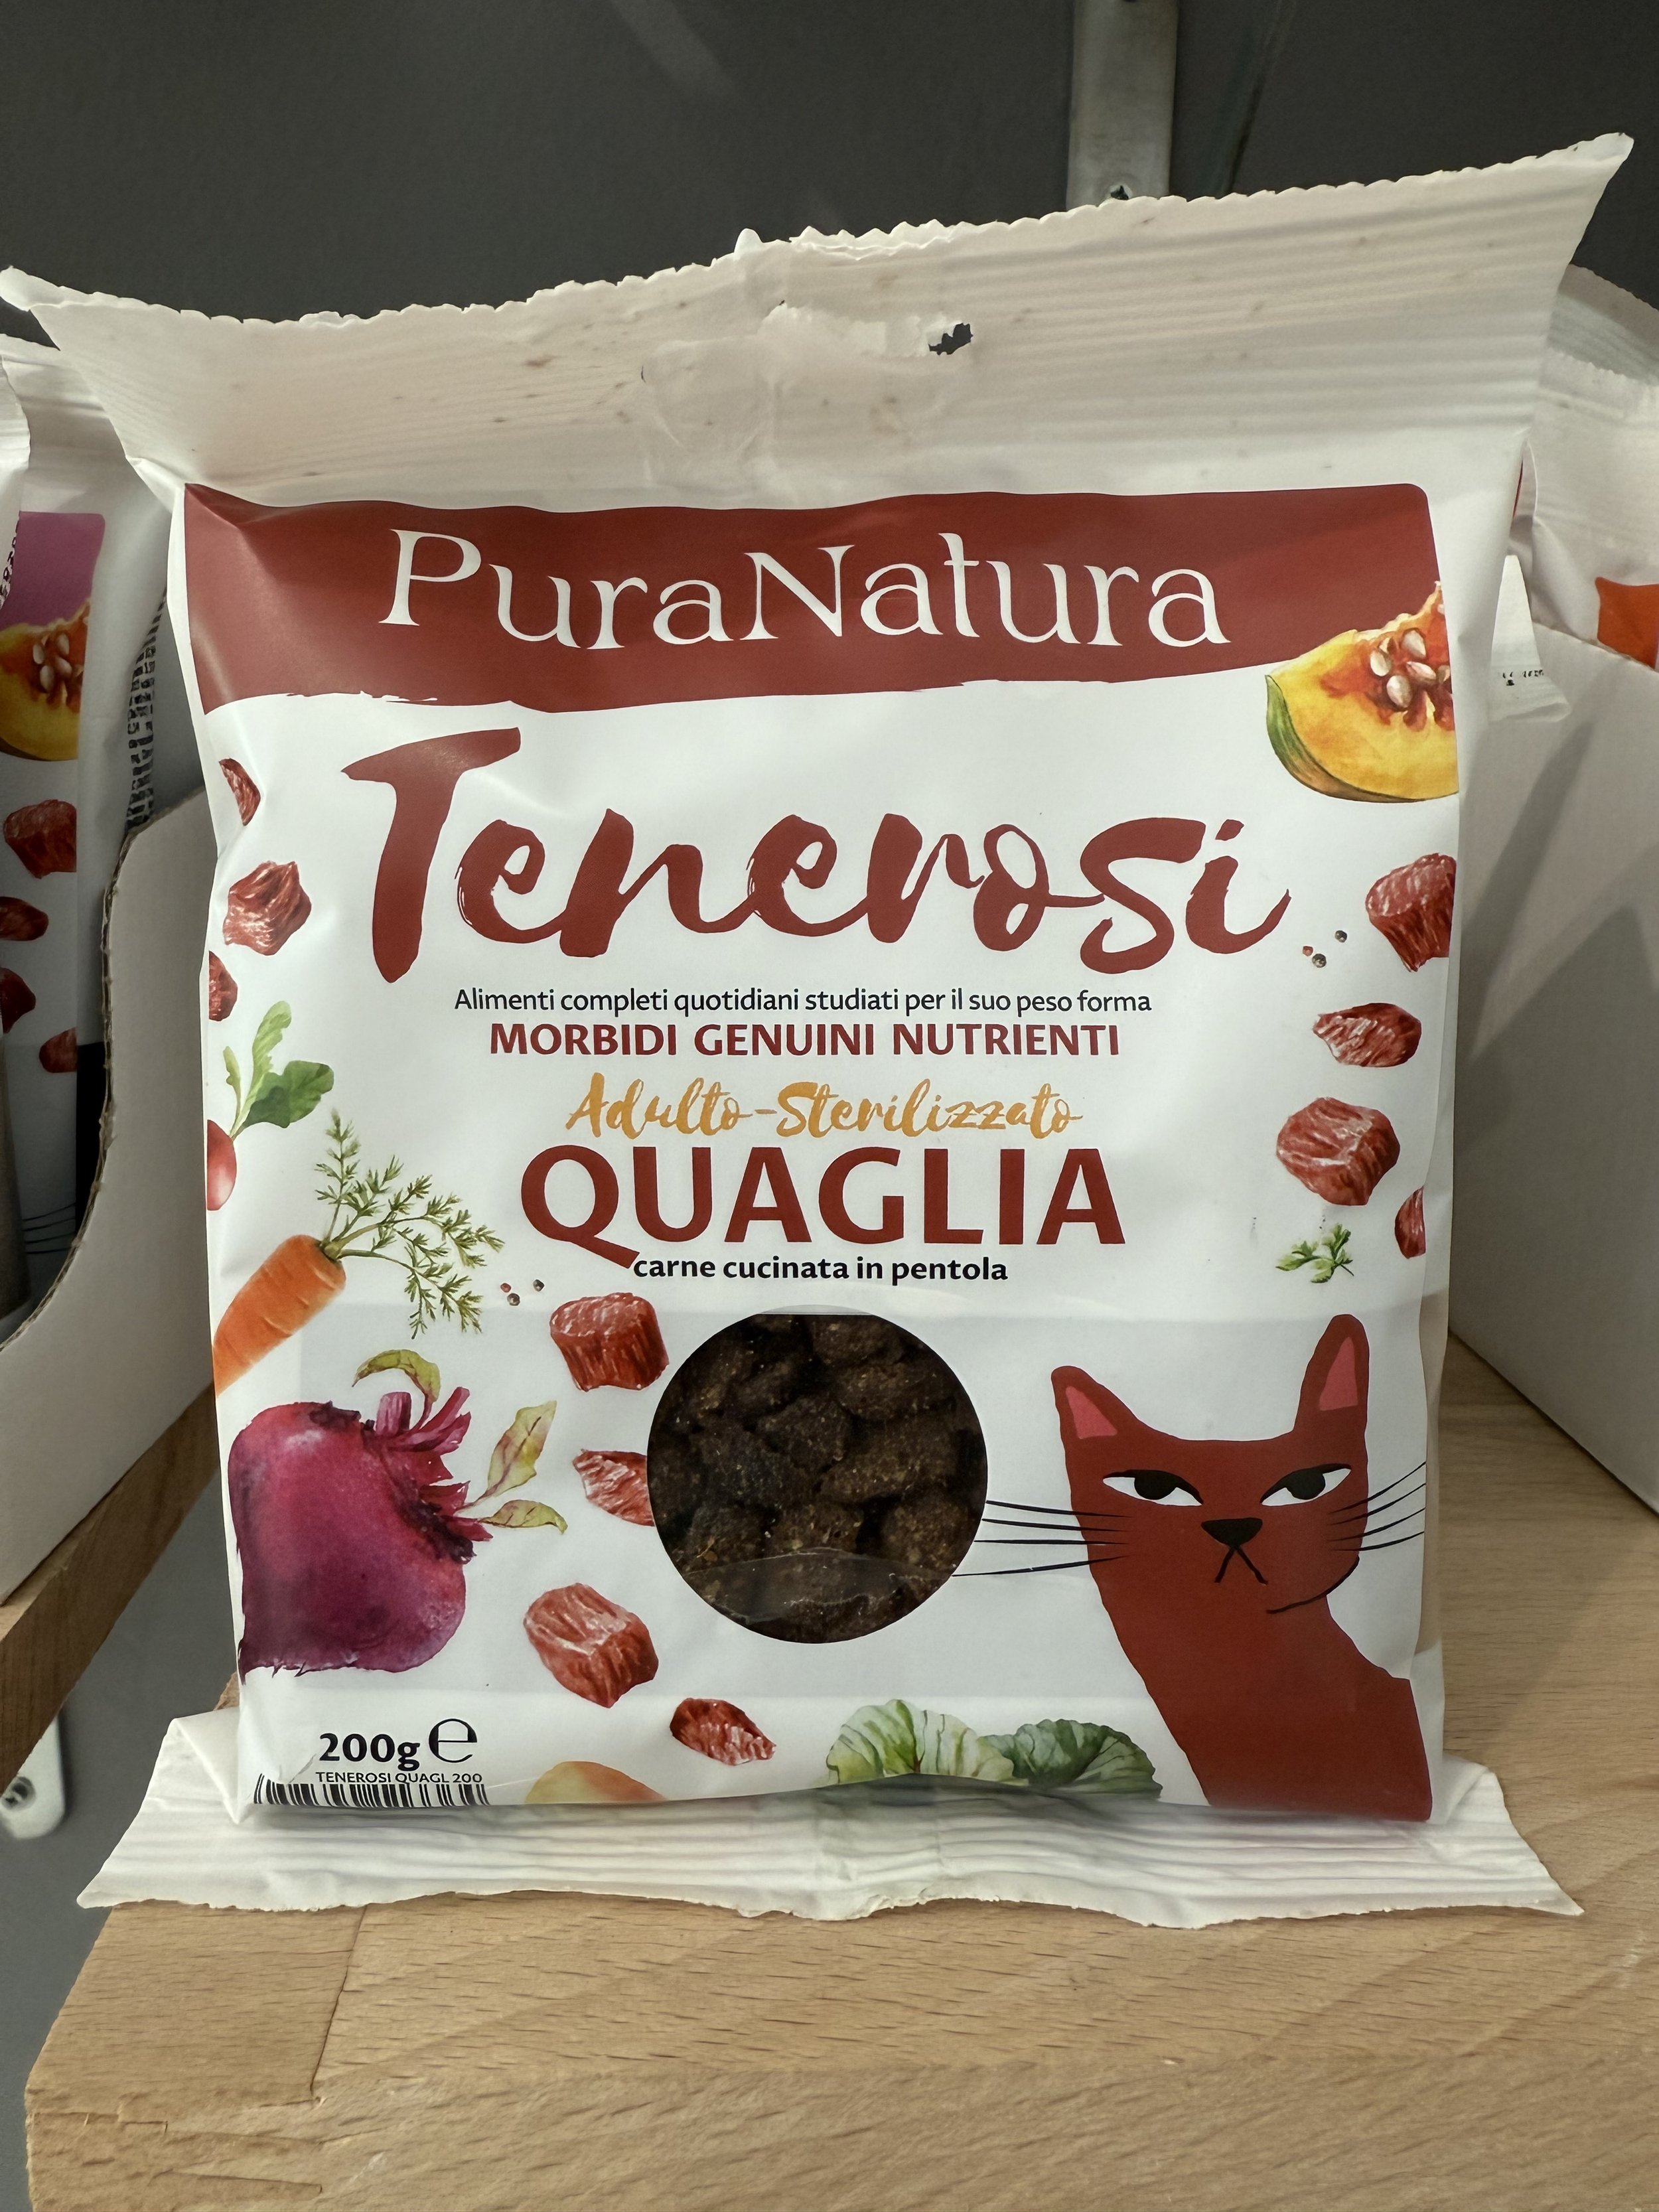 PuraNatura
Tenerosi
Alimenti completi quotidiani studiati per il suo peso forma
MORBIDI GENUINI NUTRIENTI
Adulto-Sterilizzato
QUAGLIA
carne cucinata in pentola
200g ℮
TENEROSI QUAGL 200